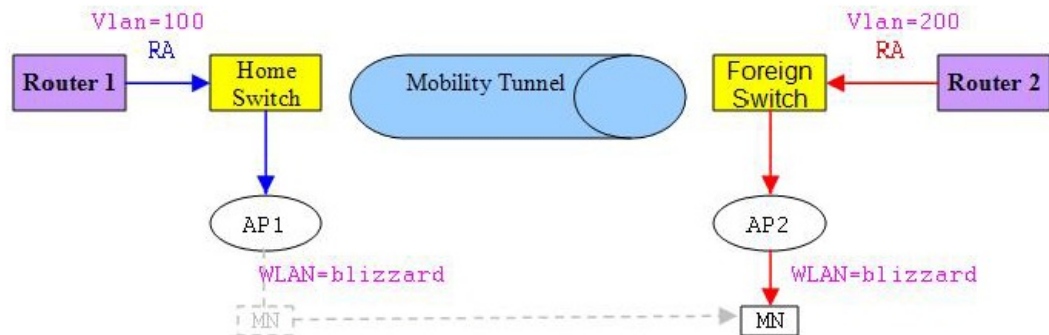 Vlan=100
Vlan=200
RA
RA
Router 1
Home
Switch
Mobility Tunnel
Foreign
Switch
Router 2
AP1
AP2
WLAN=blizzard
WLAN=blizzard
MN
MN